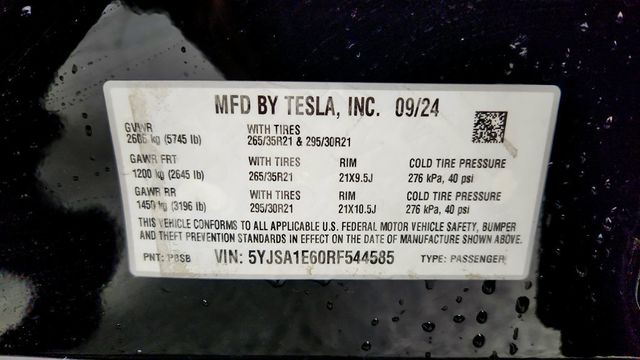 MFD BY TESLA, INC. 09/24
GVWR WITH TIRES
2606 kg (5745 lb) 265/35R21 & 295/30R21
GAWR FRT WITH TIRES RIM COLD TIRE PRESSURE
1200 kg (2645 lb) 265/35R21 21X9.5J 276 kPa, 40 psi
GAWR RR WITH TIRES RIM COLD TIRE PRESSURE
1450 kg (3196 lb) 295/30R21 21X10.5J 276 kPa, 40 psi
THIS VEHICLE CONFORMS TO ALL APPLICABLE U.S. FEDERAL MOTOR VEHICLE SAFETY, BUMPER
AND THEFT PREVENTION STANDARDS IN EFFECT ON THE DATE OF MANUFACTURE SHOWN ABOVE.
PNT: PBSB VIN: 5YJSA1E60RF544585 TYPE: PASSENGER